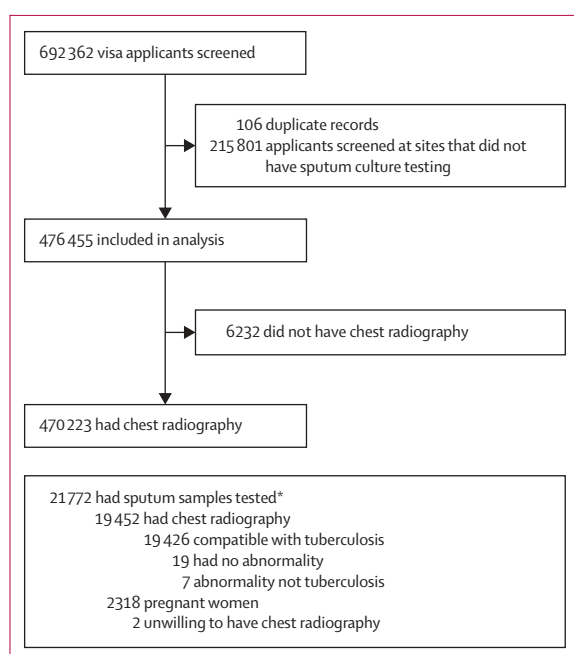 692 362 visa applicants screened
106 duplicate records
215 801 applicants screened at sites that did not
have sputum culture testing
476 455 included in analysis
6232 did not have chest radiography
470 223 had chest radiography
21 772 had sputum samples tested*
19 452 had chest radiography
19 426 compatible with tuberculosis
19 had no abnormality
7 abnormality not tuberculosis
2318 pregnant women
2 unwilling to have chest radiography